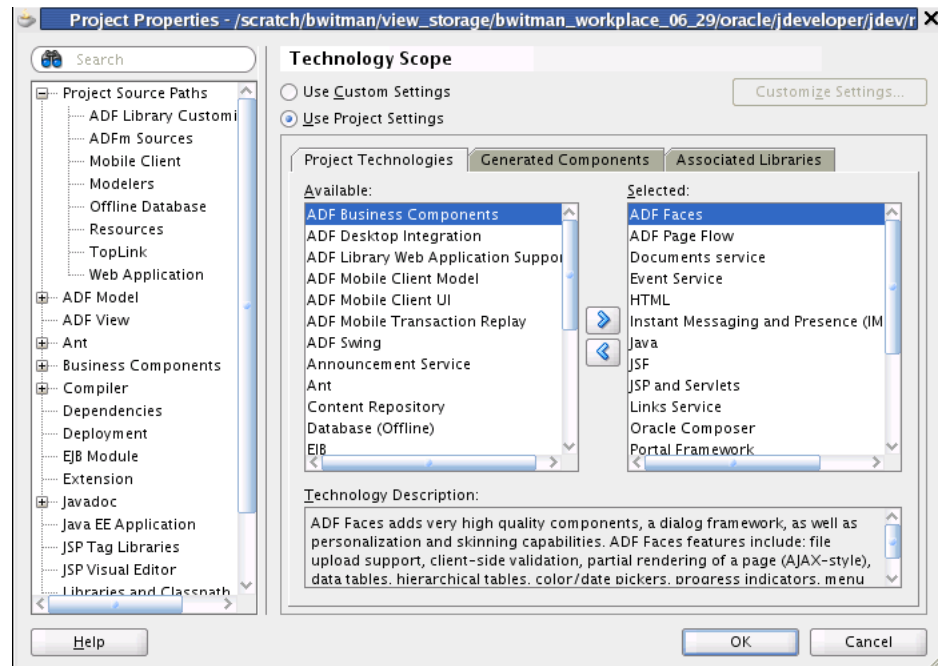 Project Properties - /scratch/bwitman/view_storage/bwitman_workplace_06_29/oracle/jdeveloper/jdev/r
Search
Project Source Paths
ADF Library Customi
ADFm Sources
Mobile Client
Modelers
Offline Database
Resources
TopLink
Web Application
ADF Model
ADF View
Ant
Business Components
Compiler
Dependencies
Deployment
EJB Module
Extension
Javadoc
Java EE Application
JSP Tag Libraries
JSP Visual Editor
Libraries and Classpath
Technology Scope
Use Custom Settings
Customize Settings...
Use Project Settings
Project Technologies
Generated Components
Associated Libraries
Available:
ADF Business Components
ADF Desktop Integration
ADF Library Web Application Suppor
ADF Mobile Client Model
ADF Mobile Client UI
ADF Mobile Transaction Replay
ADF Swing
Announcement Service
Ant
Content Repository
Database (Offline)
EJB
Selected:
ADF Faces
ADF Page Flow
Documents service
Event Service
HTML
Instant Messaging and Presence (IM
Java
JSF
JSP and Servlets
Links Service
Oracle Composer
Portal Framework
Technology Description:
ADF Faces adds very high quality components, a dialog framework, as well as
personalization and skinning capabilities. ADF Faces features include: file
upload support, client-side validation, partial rendering of a page (AJAX-style),
data tables, hierarchical tables, color/date pickers, progress indicators, menu
Help
OK
Cancel